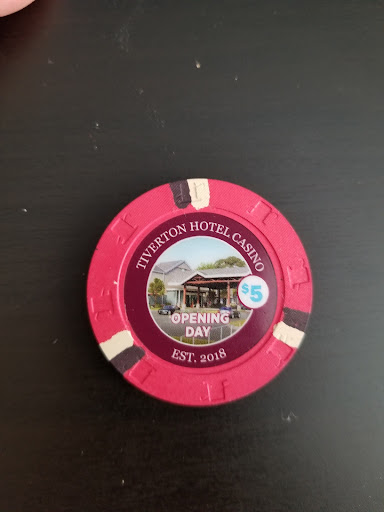 TIVERTON HOTEL CASINO
$5
OPENING
DAY
EST. 2018